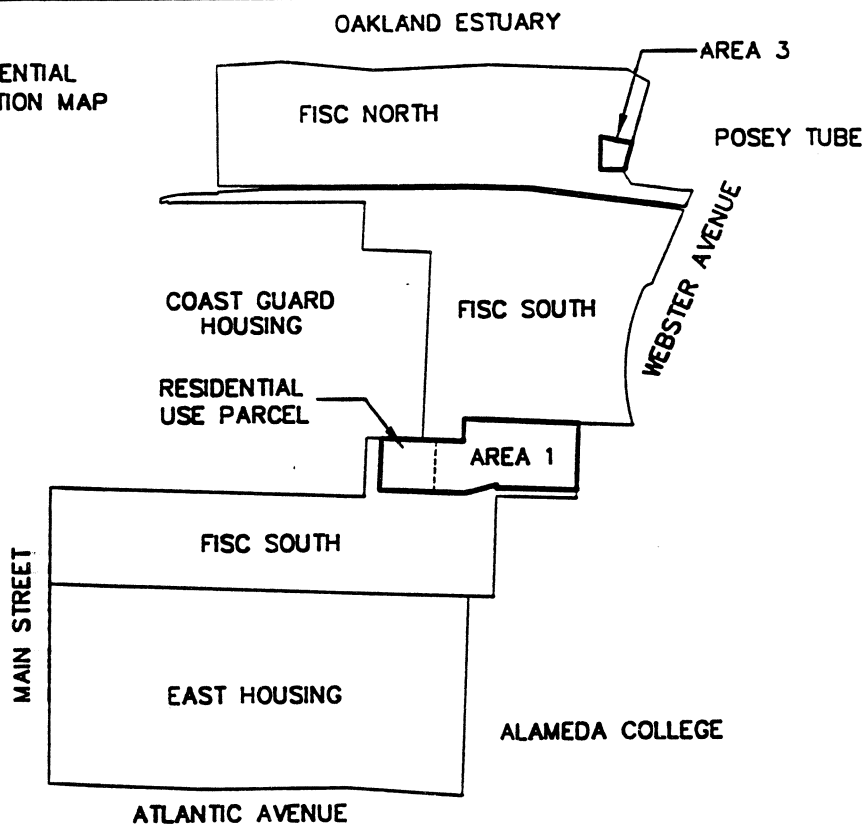 OAKLAND ESTUARY
AREA 3
ENTIAL
TION MAP
FISC NORTH
POSEY TUBE
WEBSTER AVENUE
COAST GUARD
HOUSING
FISC SOUTH
RESIDENTIAL
USE PARCEL
AREA 1
FISC SOUTH
MAIN STREET
EAST HOUSING
ALAMEDA COLLEGE
ATLANTIC AVENUE